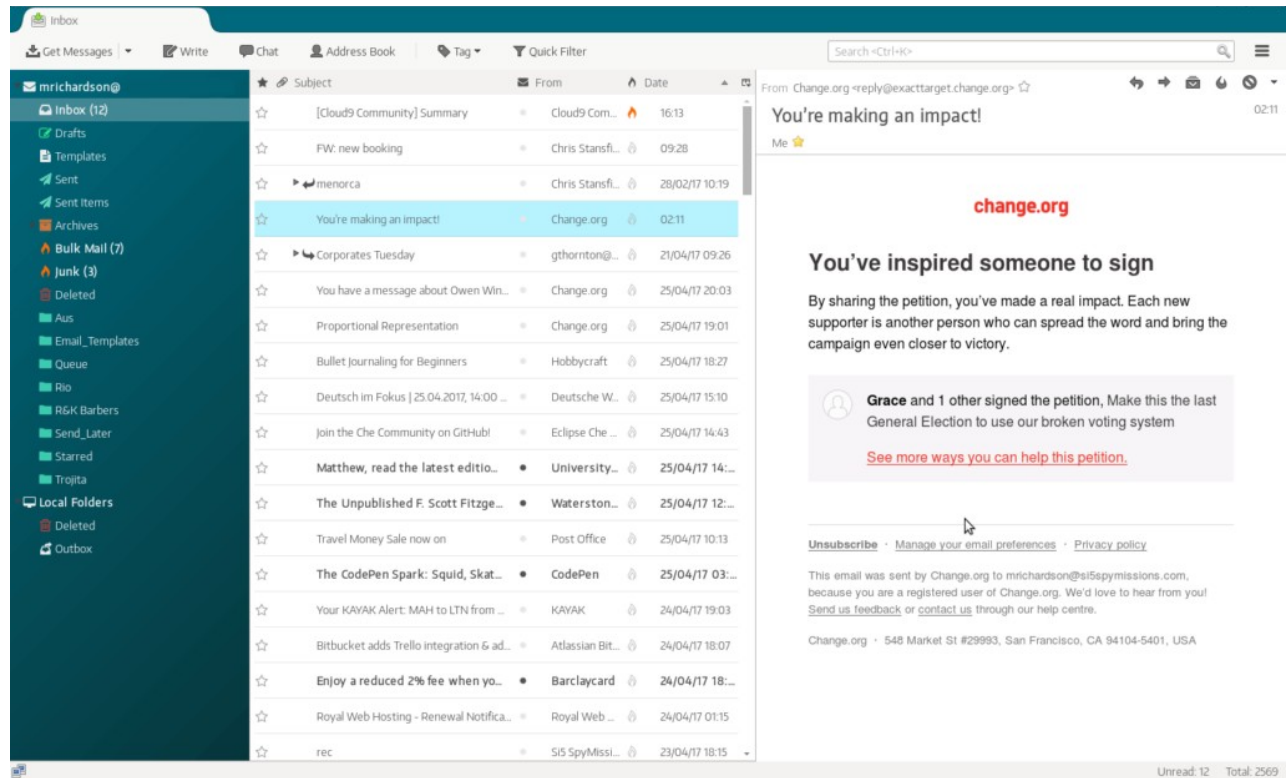 Inbox
Get Messages Write Chat Address Book Tag Quick Filter Search <Ctrl+K>
mrichardson@
Inbox (12)
Drafts
Templates
Sent
Sent Items
Archives
Bulk Mail (7)
Junk (3)
Deleted
Aus
Email_Templates
Queue
Rio
R&K Barbers
Send_Later
Starred
Trojita
Local Folders
Deleted
Outbox
Subject From Date
[Cloud9 Community] Summary Cloud9 Com... 16:13
FW: new booking Chris Stansfi... 09:28
menorca Chris Stansfi... 28/02/17 10:19
You're making an impact! Change.org 02:11
Corporates Tuesday gthornton@... 21/04/17 09:26
You have a message about Owen Win... Change.org 25/04/17 20:03
Proportional Representation Change.org 25/04/17 19:01
Bullet Journaling for Beginners Hobbycraft 25/04/17 18:27
Deutsch im Fokus | 25.04.2017, 14:00 ... Deutsche W... 25/04/17 15:10
Join the Che Community on GitHub! Eclipse Che ... 25/04/17 14:43
Matthew, read the latest editio... University... 25/04/17 14:...
The Unpublished F. Scott Fitzge... Waterston... 25/04/17 12:...
Travel Money Sale now on Post Office 25/04/17 10:13
The CodePen Spark: Squid, Skat... CodePen 25/04/17 03:...
Your KAYAK Alert: MAH to LTN from ... KAYAK 24/04/17 19:03
Bitbucket adds Trello integration & ad... Atlassian Bit... 24/04/17 18:07
Enjoy a reduced 2% fee when yo... Barclaycard 24/04/17 18:...
Royal Web Hosting - Renewal Notifica... Royal Web ... 24/04/17 01:15
rec Si5 SpyMissi... 23/04/17 18:15
From Change.org <reply@exacttarget.change.org>
You're making an impact! 02:11
Me
change.org
You've inspired someone to sign
By sharing the petition, you've made a real impact. Each new
supporter is another person who can spread the word and bring the
campaign even closer to victory.
Grace and 1 other signed the petition, Make this the last
General Election to use our broken voting system
See more ways you can help this petition.
Unsubscribe · Manage your email preferences · Privacy policy
This email was sent by Change.org to mrichardson@si5spymissions.com,
because you are a registered user of Change.org. We'd love to hear from you!
Send us feedback or contact us through our help centre.
Change.org · 548 Market St #29993, San Francisco, CA 94104-5401, USA
Unread: 12 Total: 2569